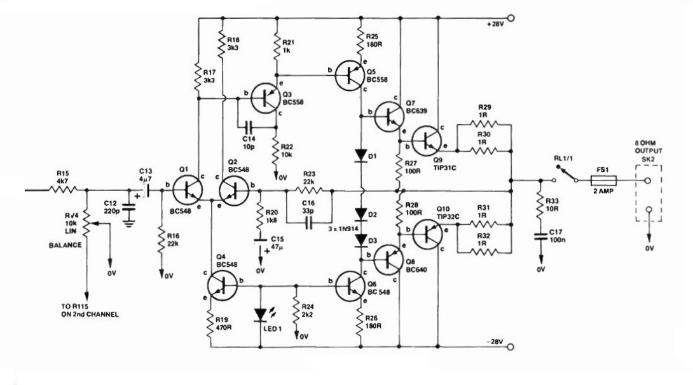 +28V
R18
3k3
R21
1k
R25
180R
R17
3k3
b
e
c
Q3
BC558
b
e
c
Q5
BC558
c
b
e
Q7
BC639
C14
10p
R22
10k
0V
D1
R27
100R
c
b
e
Q9
TIP31C
R29
1R
R30
1R
8 OHM
OUTPUT
SK2
RL1/1
FS1
2 AMP
0V
R15
4k7
C13
+
4µ7
Q1
c
b
e
BC548
Q2
BC548
c
b
e
R23
22k
C16
33p
C12
220p
RV4
10k
LIN
BALANCE
0V
R16
22k
0V
R20
1k8
C15
+
47µ
0V
D2
3 x 1N914
D3
R28
100R
Q10
TIP32C
b
e
c
R31
1R
R32
1R
R33
10R
C17
100n
0V
Q4
BC548
c
b
e
Q6
BC548
c
b
e
Q8
BC640
b
e
c
R24
2k2
0V
LED 1
R19
470R
R26
180R
TO R115
ON 2nd CHANNEL
-28V